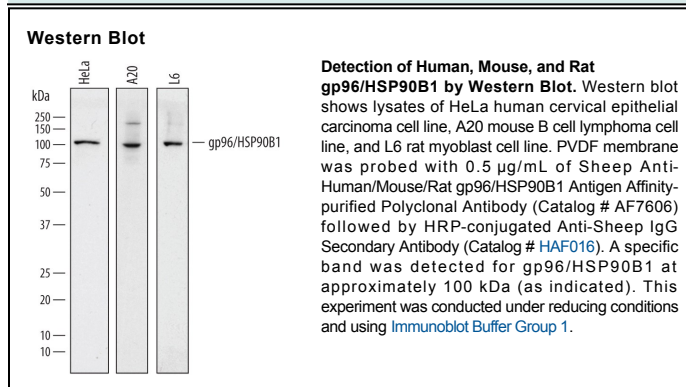 Western Blot
HeLa
A20
L6
kDa
250
150
100
75
50
37
25
20
10
10
gp96/HSP90B1
Detection of Human, Mouse, and Rat
gp96/HSP90B1 by Western Blot. Western blot
shows lysates of HeLa human cervical epithelial
carcinoma cell line, A20 mouse B cell lymphoma cell
line, and L6 rat myoblast cell line. PVDF membrane
was probed with 0.5 µg/mL of Sheep Anti-
Human/Mouse/Rat gp96/HSP90B1 Antigen Affinity-
purified Polyclonal Antibody (Catalog # AF7606)
followed by HRP-conjugated Anti-Sheep IgG
Secondary Antibody (Catalog # HAF016). A specific
band was detected for gp96/HSP90B1 at
approximately 100 kDa (as indicated). This
experiment was conducted under reducing conditions
and using Immunoblot Buffer Group 1.